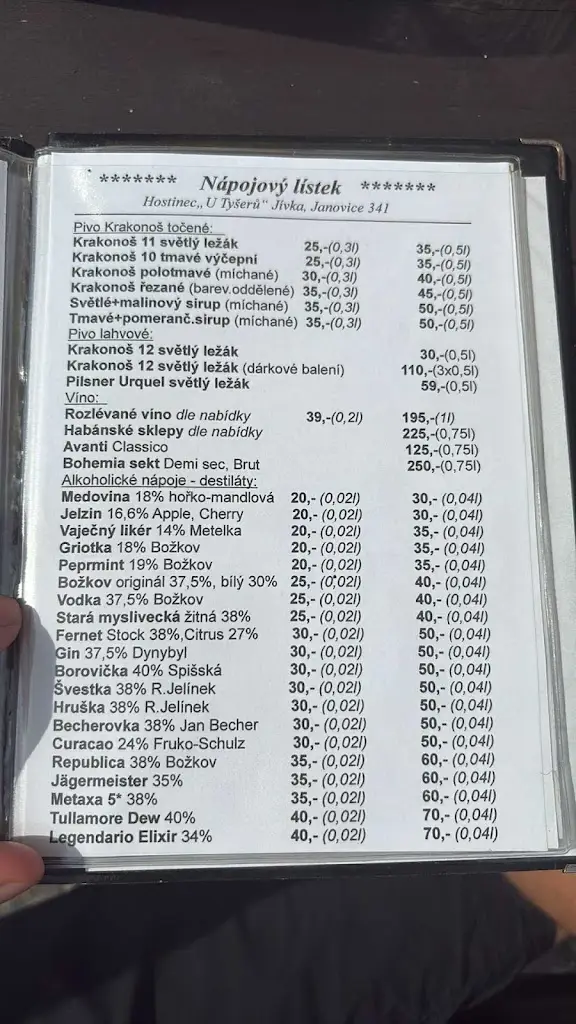 ******* Nápojový lístek *******
Hostinec„ U Tyšerů" Jívka, Janovice 341
Pivo Krakonoš točené:
Krakonoš 11 světlý ležák 25,-(0,3l) 35,-(0,5l)
Krakonoš 10 tmavé výčepní 25,-(0,3l) 35,-(0,5l)
Krakonoš polotmavé (míchané) 30,-(0,3l) 40,-(0,5l)
Krakonoš řezané (barev.oddělené) 35,-(0,3l) 45,-(0,5l)
Světlé+malinový sirup (míchané) 35,-(0,3l) 50,-(0,5l)
Tmavé+pomeranč.sirup (míchané) 35,-(0,3l) 50,-(0,5l)
Pivo lahvové:
Krakonoš 12 světlý ležák 30,-(0,5l)
Krakonoš 12 světlý ležák (dárkové balení) 110,-(3x0,5l)
Pilsner Urquel světlý ležák 59,-(0,5l)
Víno:
Rozlévané víno dle nabídky 39,-(0,2l) 195,-(1l)
Habánské sklepy dle nabídky 225,-(0,75l)
Avanti Classico 125,-(0,75l)
Bohemia sekt Demi sec, Brut 250,-(0,75l)
Alkoholické nápoje - destiláty:
Medovina 18% hořko-mandlová 20,- (0,02l) 30,- (0,04l)
Jelzin 16,6% Apple, Cherry 20,- (0,02l) 30,- (0,04l)
Vaječný likér 14% Metelka 20,- (0,02l) 35,- (0,04l)
Griotka 18% Božkov 20,- (0,02l) 35,- (0,04l)
Peprmint 19% Božkov 20,- (0,02l) 35,- (0,04l)
Božkov originál 37,5%, bílý 30% 25,- (0,02l) 40,- (0,04l)
Vodka 37,5% Božkov 25,- (0,02l) 40,- (0,04l)
Stará myslivecká žitná 38% 25,- (0,02l) 40,- (0,04l)
Fernet Stock 38%,Citrus 27% 30,- (0,02l) 50,- (0,04l)
Gin 37,5% Dynybyl 30,- (0,02l) 50,- (0,04l)
Borovička 40% Spišská 30,- (0,02l) 50,- (0,04l)
Švestka 38% R.Jelínek 30,- (0,02l) 50,- (0,04l)
Hruška 38% R.Jelínek 30,- (0,02l) 50,- (0,04l)
Becherovka 38% Jan Becher 30,- (0,02l) 50,- (0,04l)
Curacao 24% Fruko-Schulz 30,- (0,02l) 50,- (0,04l)
Republica 38% Božkov 35,- (0,02l) 60,- (0,04l)
Jägermeister 35% 35,- (0,02l) 60,- (0,04l)
Metaxa 5* 38% 35,- (0,02l) 60,- (0,04l)
Tullamore Dew 40% 40,- (0,02l) 70,- (0,04l)
Legendario Elixir 34% 40,- (0,02l) 70,- (0,04l)